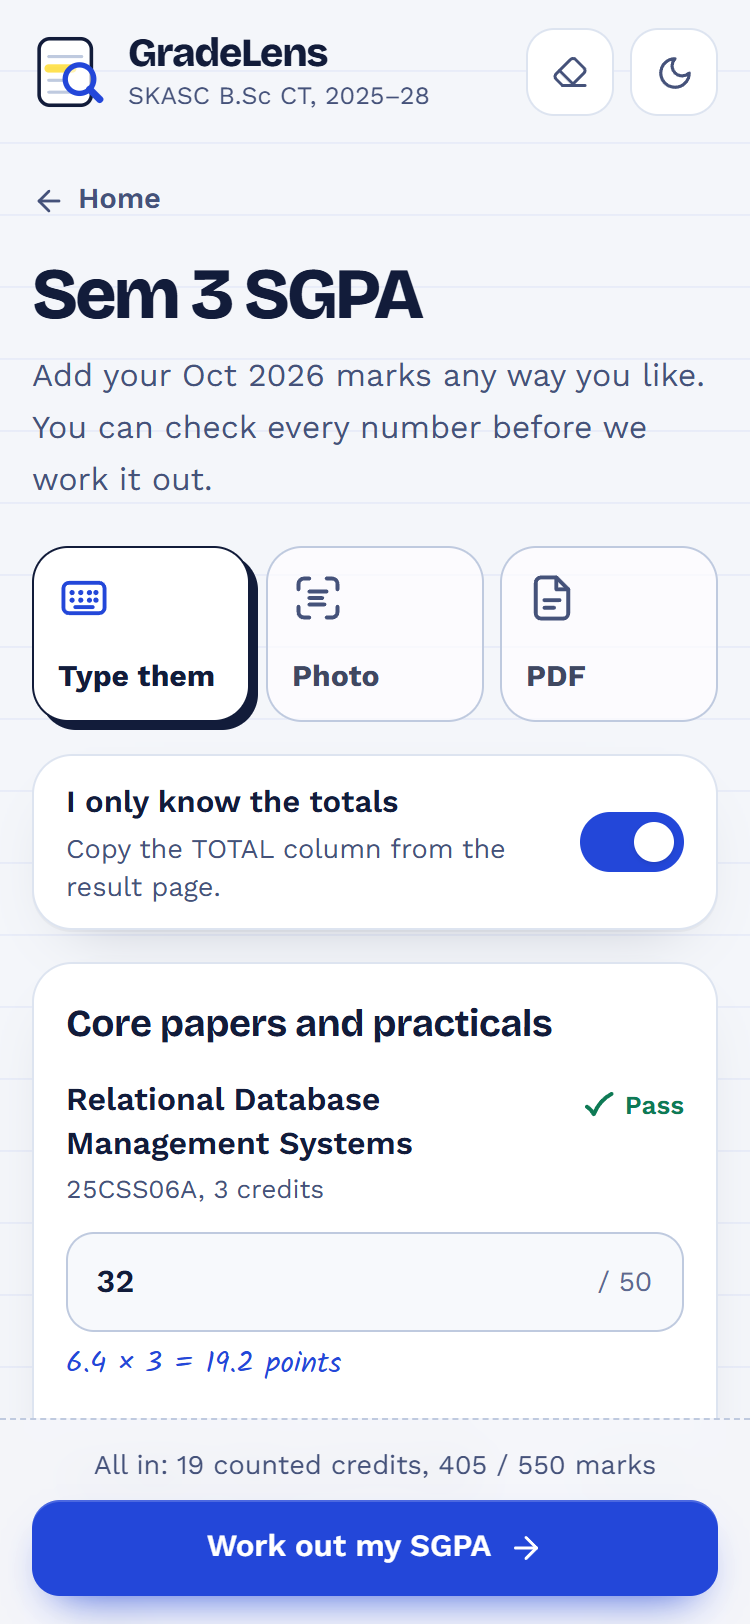 GradeLens
SKASC B.Sc CT, 2025–28
Home
Sem 3 SGPA
Add your Oct 2026 marks any way you like.
You can check every number before we
work it out.
Type them
Photo
PDF
I only know the totals
Copy the TOTAL column from the
result page.
Core papers and practicals
Relational Database
Management Systems
Pass
25CSS06A, 3 credits
32
/ 50
6.4 × 3 = 19.2 points
All in: 19 counted credits, 405 / 550 marks
Work out my SGPA →